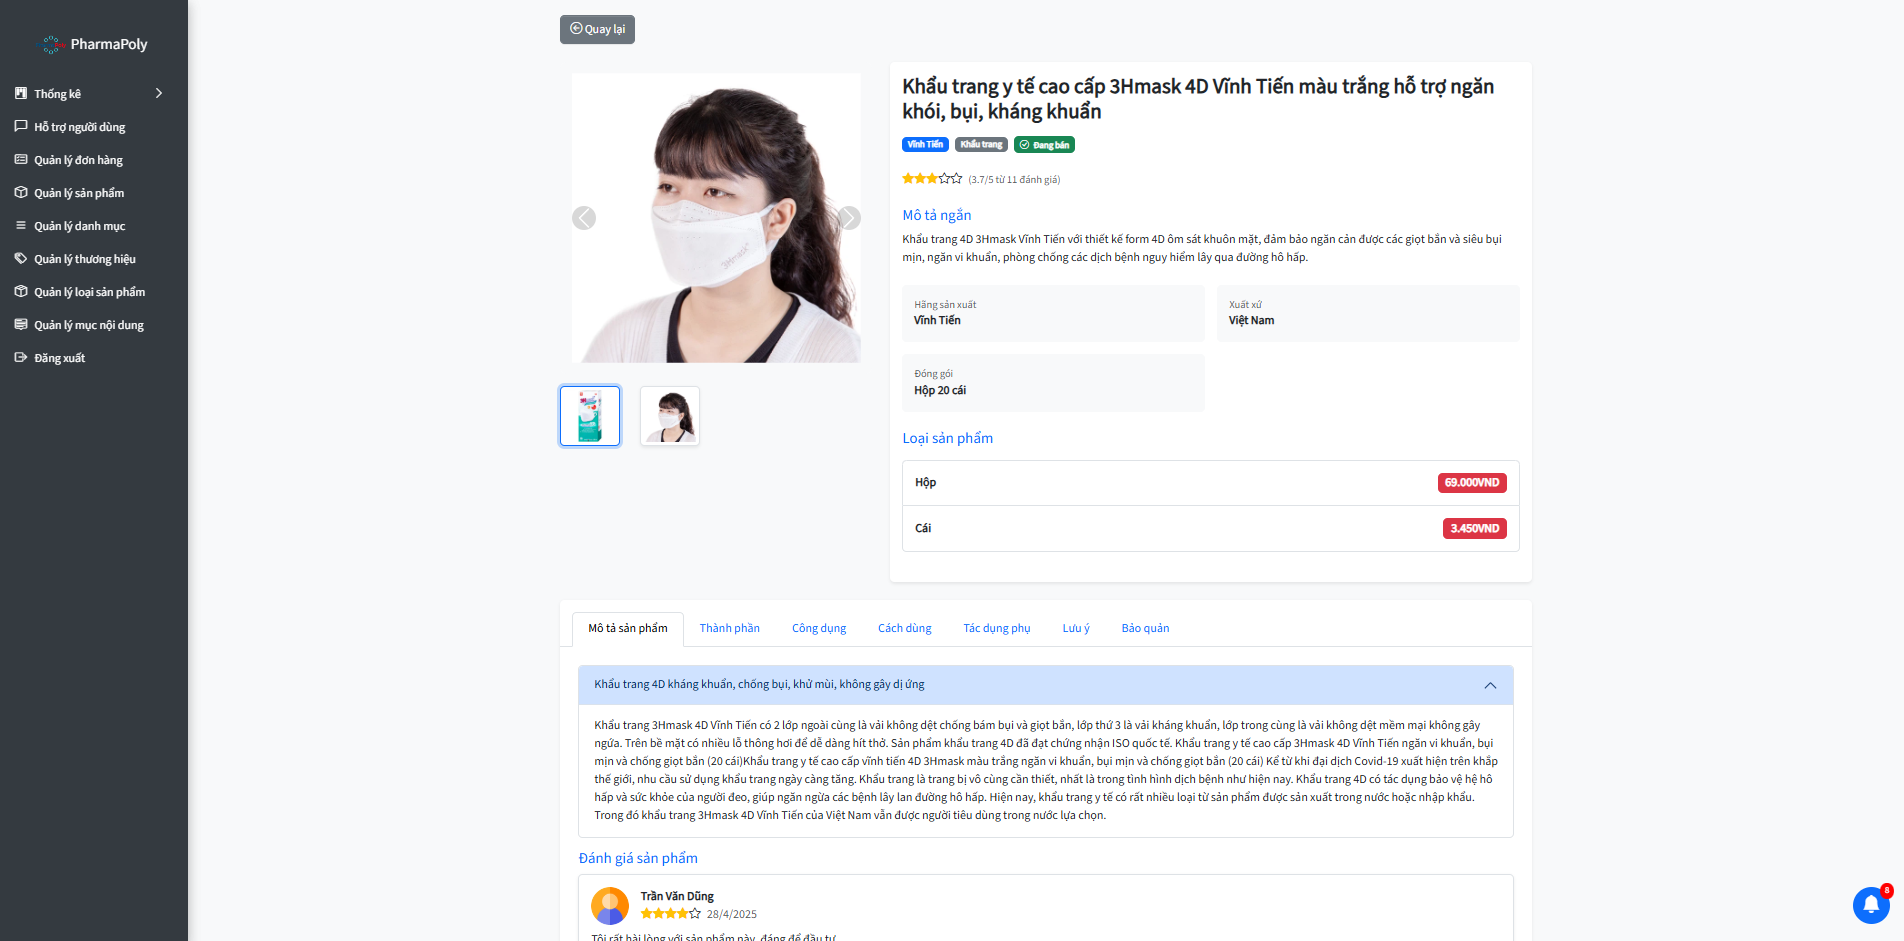 PharmaPoly
Thống kê
Hỗ trợ người dùng
Quản lý đơn hàng
Quản lý sản phẩm
Quản lý danh mục
Quản lý thương hiệu
Quản lý loại sản phẩm
Quản lý mục nội dung
Đăng xuất
Quay lại
3HMASK
Khẩu trang y tế cao cấp 3Hmask 4D Vĩnh Tiến màu trắng hỗ trợ ngăn
khói, bụi, kháng khuẩn
Vĩnh Tiến Khẩu trang Đang bán
(3.7/5 từ 11 đánh giá)
Mô tả ngắn
Khẩu trang 4D 3Hmask Vĩnh Tiến với thiết kế form 4D ôm sát khuôn mặt, đảm bảo ngăn cản được các giọt bắn và siêu bụi
mịn, ngăn vi khuẩn, phòng chống các dịch bệnh nguy hiểm lây qua đường hô hấp.
Hãng sản xuất
Vĩnh Tiến
Xuất xứ
Việt Nam
Đóng gói
Hộp 20 cái
Loại sản phẩm
Hộp 69.000VND
Cái 3.450VND
Mô tả sản phẩm Thành phần Công dụng Cách dùng Tác dụng phụ Lưu ý Bảo quản
Khẩu trang 4D kháng khuẩn, chống bụi, khử mùi, không gây dị ứng
Khẩu trang 3Hmask 4D Vĩnh Tiến có 2 lớp ngoài cùng là vải không dệt chống bám bụi và giọt bắn, lớp thứ 3 là vải kháng khuẩn, lớp trong cùng là vải không dệt mềm mại không gây
ngứa. Trên bề mặt có nhiều lỗ thông hơi để dễ dàng hít thở. Sản phẩm khẩu trang 4D đã đạt chứng nhận ISO quốc tế. Khẩu trang y tế cao cấp 3Hmask 4D Vĩnh Tiến ngăn vi khuẩn, bụi
mịn và chống giọt bắn (20 cái)Khẩu trang y tế cao cấp vĩnh tiến 4D 3Hmask màu trắng ngăn vi khuẩn, bụi mịn và chống giọt bắn (20 cái) Kể từ khi đại dịch Covid-19 xuất hiện trên khắp
thế giới, nhu cầu sử dụng khẩu trang ngày càng tăng. Khẩu trang là trang bị vô cùng cần thiết, nhất là trong tình hình dịch bệnh như hiện nay. Khẩu trang 4D có tác dụng bảo vệ hệ hô
hấp và sức khỏe của người đeo, giúp ngăn ngừa các bệnh lây lan đường hô hấp. Hiện nay, khẩu trang y tế có rất nhiều loại từ sản phẩm được sản xuất trong nước hoặc nhập khẩu.
Trong đó khẩu trang 3Hmask 4D Vĩnh Tiến của Việt Nam vẫn được người tiêu dùng trong nước lựa chọn.
Đánh giá sản phẩm
Trần Văn Dũng
28/4/2025
Tôi rất hài lòng với sản phẩm này, đáng để đầu tư
8